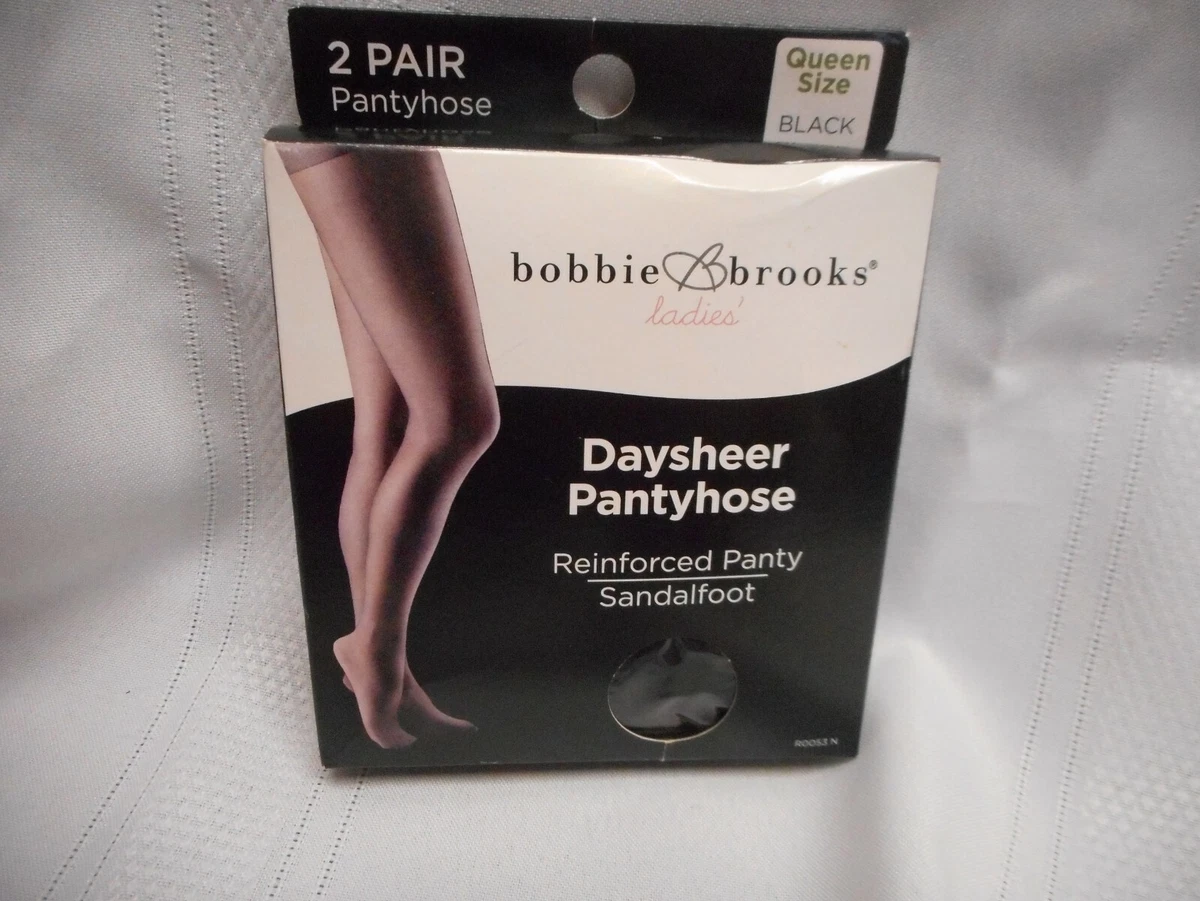 2 PAIR
Pantyhose
Queen
Size
BLACK
bobbie brooks®
ladies'
Daysheer
Pantyhose
Reinforced Panty
Sandalfoot
R0053 N